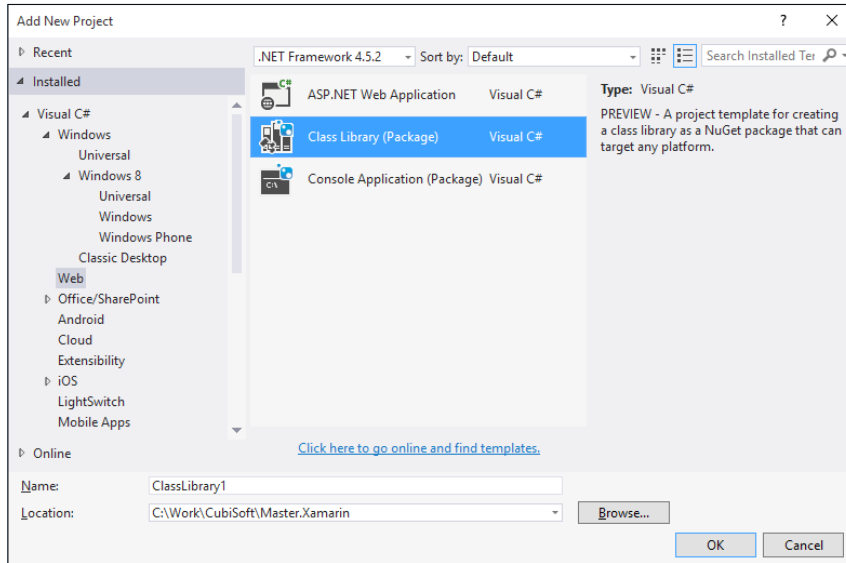 Add New Project
Recent
.NET Framework 4.5.2 Sort by: Default
Search Installed Ter
Installed
Visual C#
Windows
Universal
Windows 8
Universal
Windows
Windows Phone
Classic Desktop
Web
Office/SharePoint
Android
Cloud
Extensibility
iOS
LightSwitch
Mobile Apps
Online
C#
ASP.NET Web Application Visual C#
Class Library (Package) Visual C#
C:\
Console Application (Package) Visual C#
Click here to go online and find templates.
Type: Visual C#
PREVIEW - A project template for creating
a class library as a NuGet package that can
target any platform.
Name: ClassLibrary1
Location: C:\Work\CubiSoft\Master.Xamarin
Browse...
OK Cancel